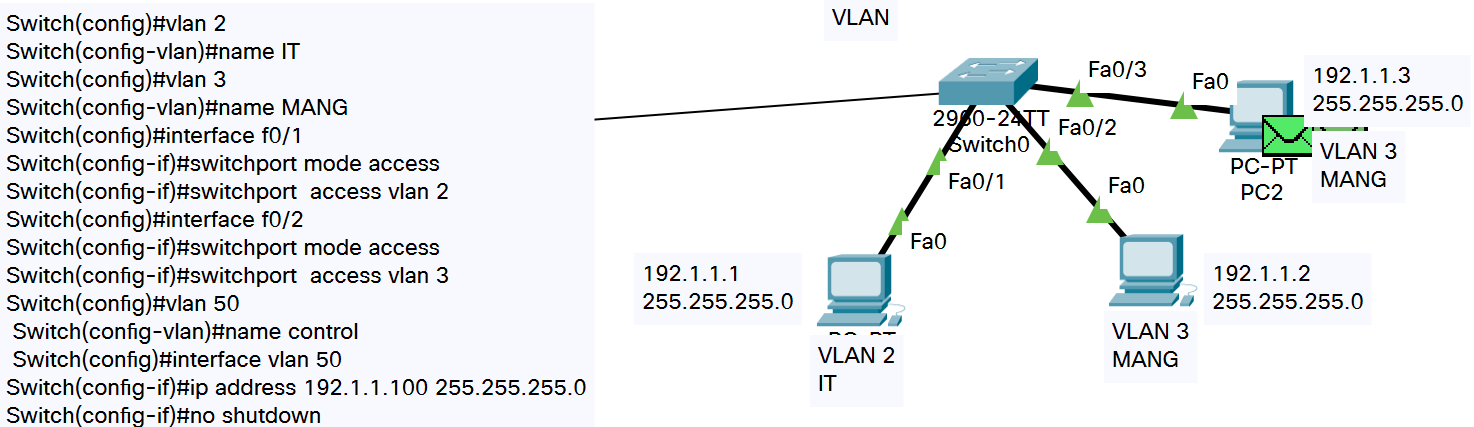 Switch(config)#vlan 2
Switch(config-vlan)#name IT
Switch(config)#vlan 3
Switch(config-vlan)#name MANG
Switch(config)#interface f0/1
Switch(config-if)#switchport mode access
Switch(config-if)#switchport  access vlan 2
Switch(config)#interface f0/2
Switch(config-if)#switchport mode access
Switch(config-if)#switchport  access vlan 3
Switch(config)#vlan 50
Switch(config-vlan)#name control
Switch(config)#interface vlan 50
Switch(config-if)#ip address 192.1.1.100 255.255.255.0
Switch(config-if)#no shutdown
VLAN
2960-24TT
Switch0
Fa0/3
Fa0
Fa0/2
Fa0
Fa0/1
Fa0
192.1.1.3
255.255.255.0
PC-PT
PC2
VLAN 3
MANG
192.1.1.1
255.255.255.0
VLAN 2
IT
192.1.1.2
255.255.255.0
VLAN 3
MANG